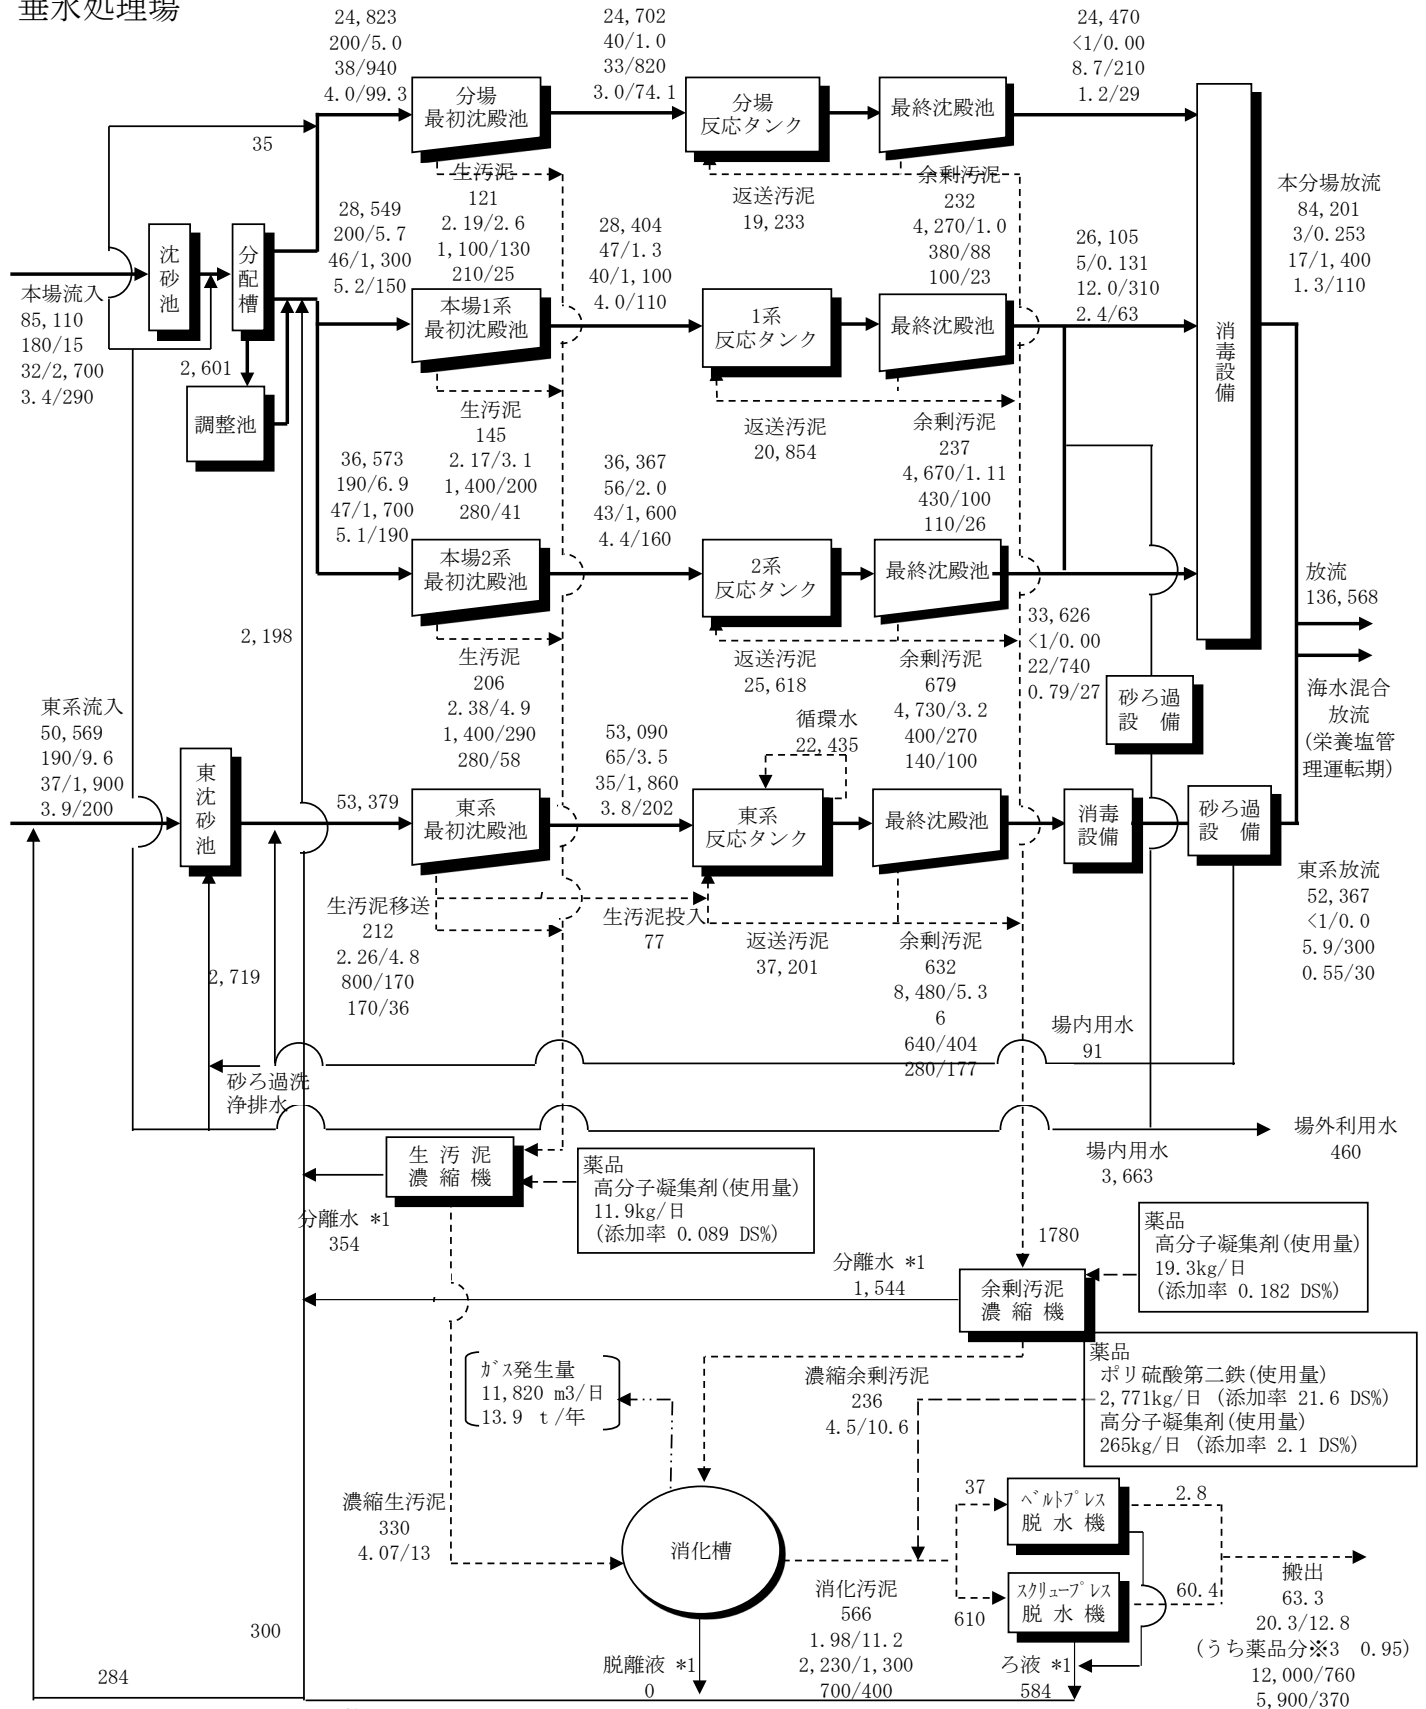 垂水処理場
24,823
200/5.0
38/940
4.0/99.3
24,702
40/1.0
33/820
3.0/74.1
24,470
<1/0.00
8.7/210
1.2/29
分場
最初沈殿池
分場
反応タンク
最終沈殿池
35
生汚泥
121
2.19/2.6
1,100/130
210/25
返送汚泥
19,233
余剰汚泥
232
4,270/1.0
380/88
100/23
本分場放流
84,201
3/0.253
17/1,400
1.3/110
28,549
200/5.7
46/1,300
5.2/150
28,404
47/1.3
40/1,100
4.0/110
26,105
5/0.131
12.0/310
2.4/63
沈砂池
分配槽
本場流入
85,110
180/15
32/2,700
3.4/290
本場1系
最初沈殿池
1系
反応タンク
最終沈殿池
消毒設備
2,601
調整池
生汚泥
145
2.17/3.1
1,400/200
280/41
返送汚泥
20,854
余剰汚泥
237
4,670/1.11
430/100
110/26
36,573
190/6.9
47/1,700
5.1/190
36,367
56/2.0
43/1,600
4.4/160
本場2系
最初沈殿池
2系
反応タンク
最終沈殿池
放流
136,568
33,626
<1/0.00
22/740
0.79/27
2,198
生汚泥
206
2.38/4.9
1,400/290
280/58
返送汚泥
25,618
余剰汚泥
679
4,730/3.2
400/270
140/100
砂ろ過
設　備
海水混合
放流
(栄養塩管
理運転期)
東系流入
50,569
190/9.6
37/1,900
3.9/200
循環水
22,435
53,090
65/3.5
35/1,860
3.8/202
東沈砂池
53,379
東系
最初沈殿池
東系
反応タンク
最終沈殿池
消毒
設備
砂ろ過
設　備
生汚泥移送
212
2.26/4.8
800/170
170/36
生汚泥投入
77
返送汚泥
37,201
余剰汚泥
632
8,480/5.3
6
640/404
280/177
東系放流
52,367
<1/0.0
5.9/300
0.55/30
2,719
場内用水
91
砂ろ過洗
浄排水
場外利用水
460
場内用水
3,663
生 汚 泥
濃 縮 機
薬品
高分子凝集剤(使用量)
11.9kg/日
(添加率 0.089 DS%)
分離水 *1
354
1780
薬品
高分子凝集剤(使用量)
19.3kg/日
(添加率 0.182 DS%)
分離水 *1
1,544
余剰汚泥
濃 縮 機
薬品
ポリ硫酸第二鉄(使用量)
2,771kg/日 (添加率 21.6 DS%)
高分子凝集剤(使用量)
265kg/日 (添加率 2.1 DS%)
ｶﾞｽ発生量
11,820 m3/日
13.9 ｔ/年
濃縮余剰汚泥
236
4.5/10.6
濃縮生汚泥
330
4.07/13
消化槽
37
ﾍﾞﾙﾄﾌﾟﾚｽ
脱 水 機
2.8
消化汚泥
566
1.98/11.2
2,230/1,300
700/400
610
ｽｸﾘｭｰﾌﾟﾚｽ
脱 水 機
60.4
搬出
63.3
20.3/12.8
(うち薬品分※3　0.95)
12,000/760
5,900/370
300
284
脱離液 *1
0
ろ液 *1
584